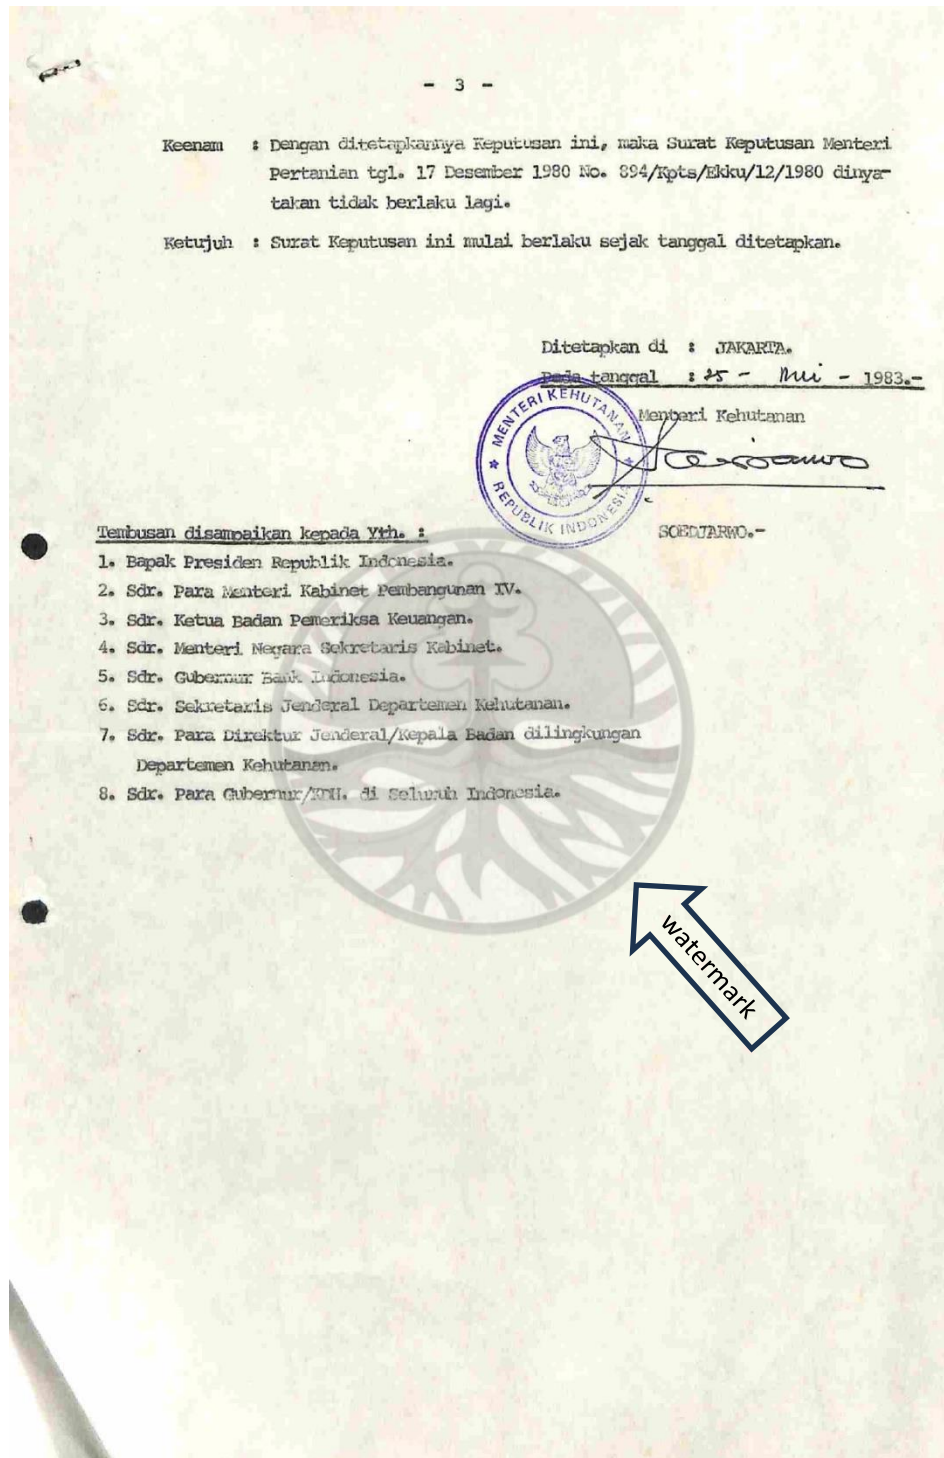 - 3 -
Keenam : Dengan ditetapkannya Keputusan ini, maka Surat Keputusan Menteri
Pertanian tgl. 17 Desember 1980 No. 894/Kpts/Ekku/12/1980 dinya-
takan tidak berlaku lagi.
Ketujuh : Surat Keputusan ini mulai berlaku sejak tanggal ditetapkan.
Ditetapkan di : JAKARTA.
Pada tanggal : 25 - Mei - 1983.-
Menteri Kehutanan
MENTERI KEHUTANAN
REPUBLIK INDONESIA
SOEDJARWO.-
Tembusan disampaikan kepada Yth. :
1. Bapak Presiden Republik Indonesia.
2. Sdr. Para Menteri Kabinet Pembangunan IV.
3. Sdr. Ketua Badan Pemeriksa Keuangan.
4. Sdr. Menteri Negara Sekretaris Kabinet.
5. Sdr. Gubernur Bank Indonesia.
6. Sdr. Sekretaris Jenderal Departemen Kehutanan.
7. Sdr. Para Direktur Jenderal/Kepala Badan dilingkungan
Departemen Kehutanan.
8. Sdr. Para Gubernur/KDH. di Seluruh Indonesia.
watermark